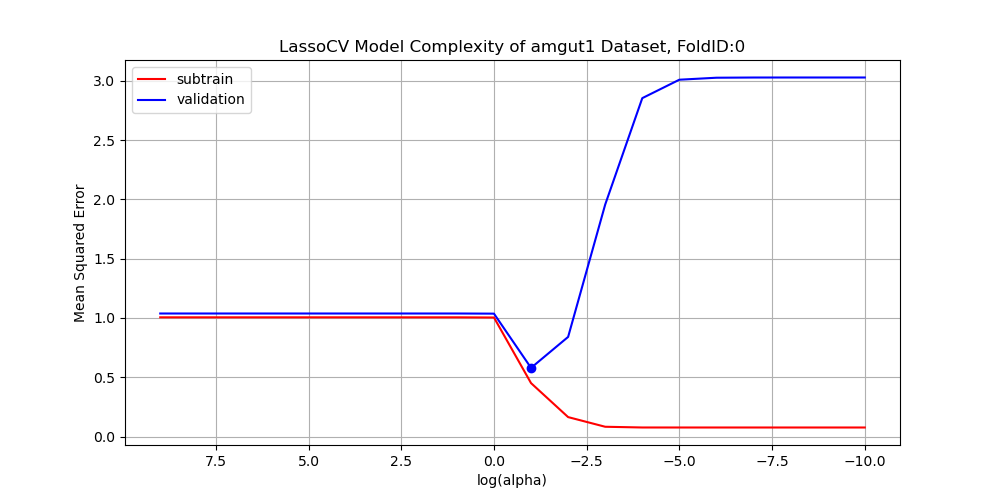 LassoCV Model Complexity of amgut1 Dataset, FoldID:0
subtrain
validation
Mean Squared Error
3.0
2.5
2.0
1.5
1.0
0.5
0.0
7.5 5.0 2.5 0.0 −2.5 −5.0 −7.5 −10.0
log(alpha)